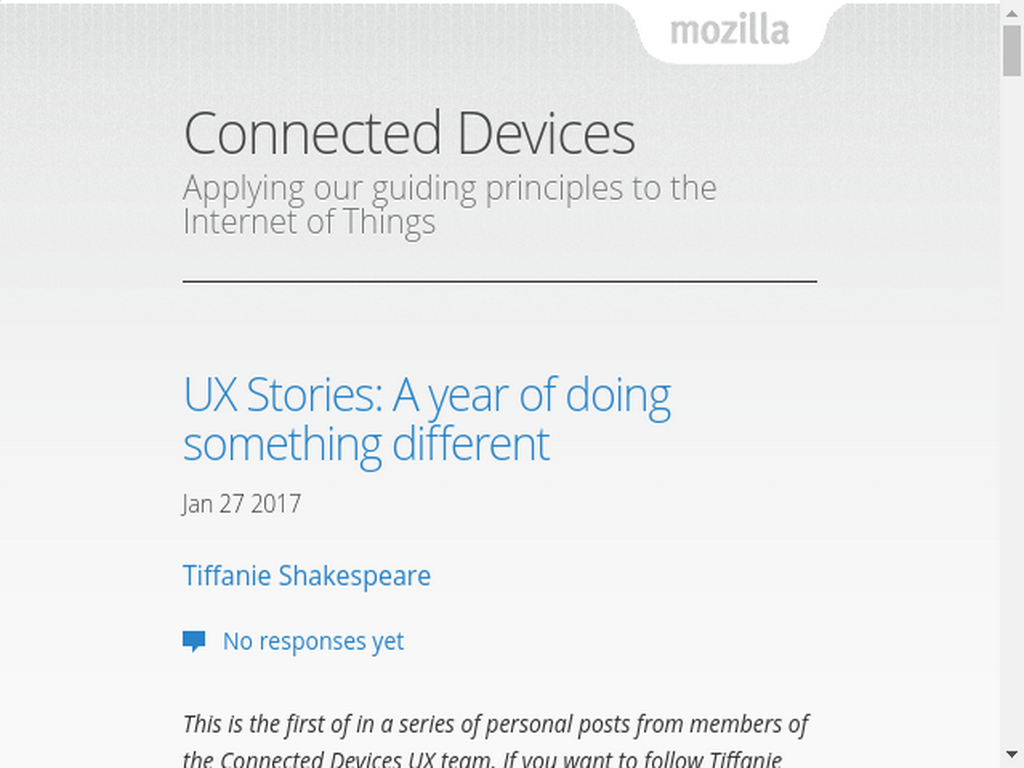 mozilla
Connected Devices
Applying our guiding principles to the
Internet of Things
UX Stories: A year of doing
something different
Jan 27 2017
Tiffanie Shakespeare
No responses yet
This is the first of in a series of personal posts from members of
the Connected Devices UX team. If you want to follow Tiffanie